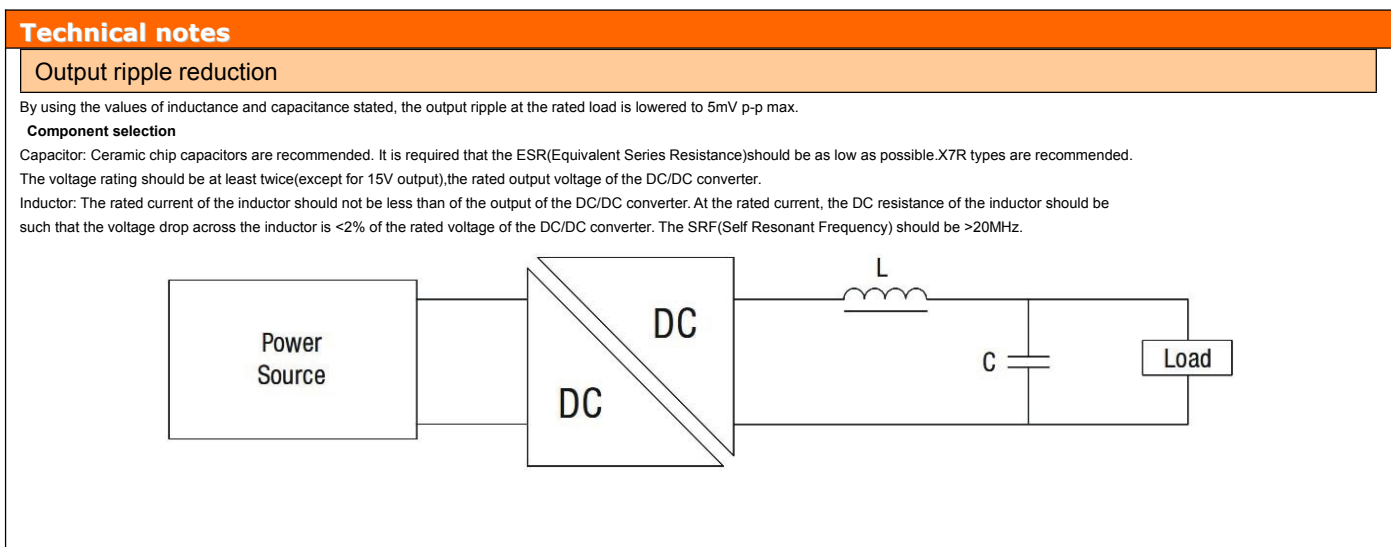 Technical notes
Output ripple reduction
By using the values of inductance and capacitance stated, the output ripple at the rated load is lowered to 5mV p-p max.
Component selection
Capacitor: Ceramic chip capacitors are recommended. It is required that the ESR(Equivalent Series Resistance)should be as low as possible.X7R types are recommended.
The voltage rating should be at least twice(except for 15V output),the rated output voltage of the DC/DC converter.
Inductor: The rated current of the inductor should not be less than of the output of the DC/DC converter. At the rated current, the DC resistance of the inductor should be
such that the voltage drop across the inductor is <2% of the rated voltage of the DC/DC converter. The SRF(Self Resonant Frequency) should be >20MHz.
Power
Source
DC
DC
L
C
Load